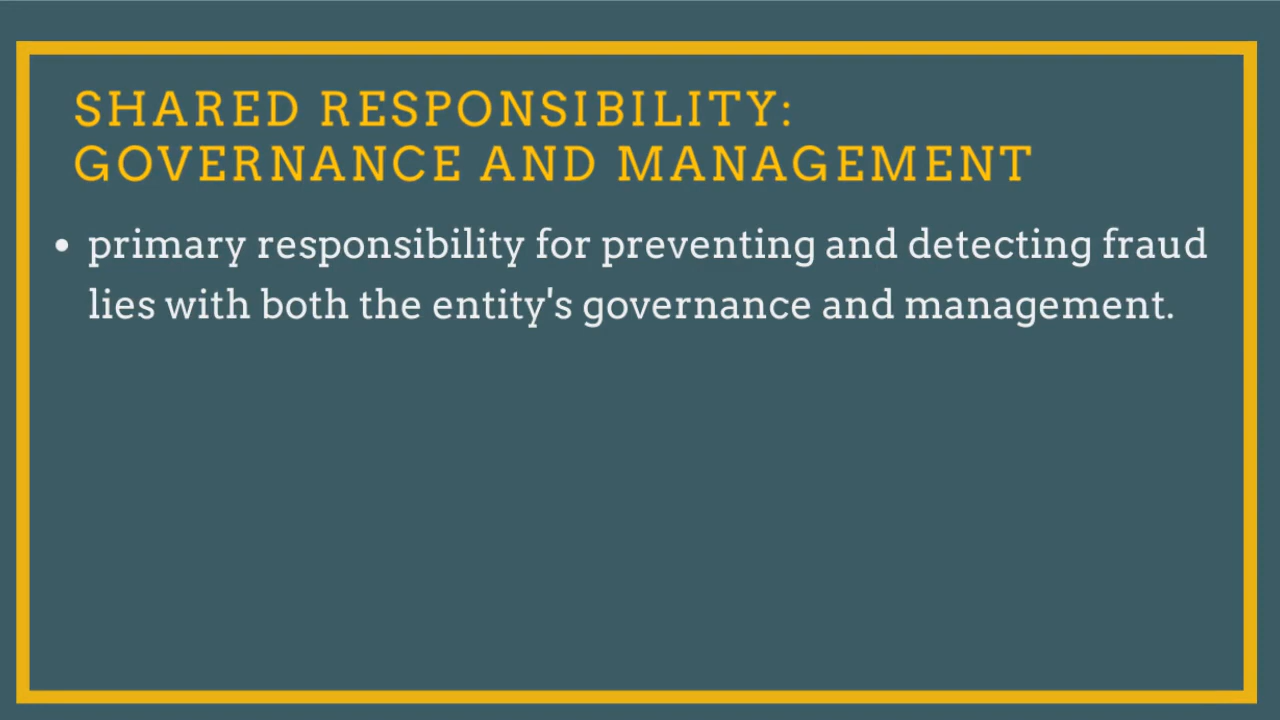 SHARED RESPONSIBILITY:
GOVERNANCE AND MANAGEMENT
• primary responsibility for preventing and detecting fraud
lies with both the entity's governance and management.